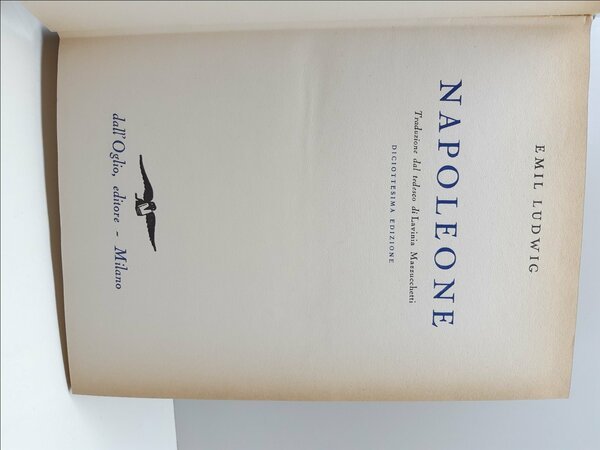 EMIL LUDWIG
NAPOLEONE
Traduzione dal tedesco di Lavinia Mazzucchetti
DICIOTTESIMA EDIZIONE
dall'Oglio, editore - Milano